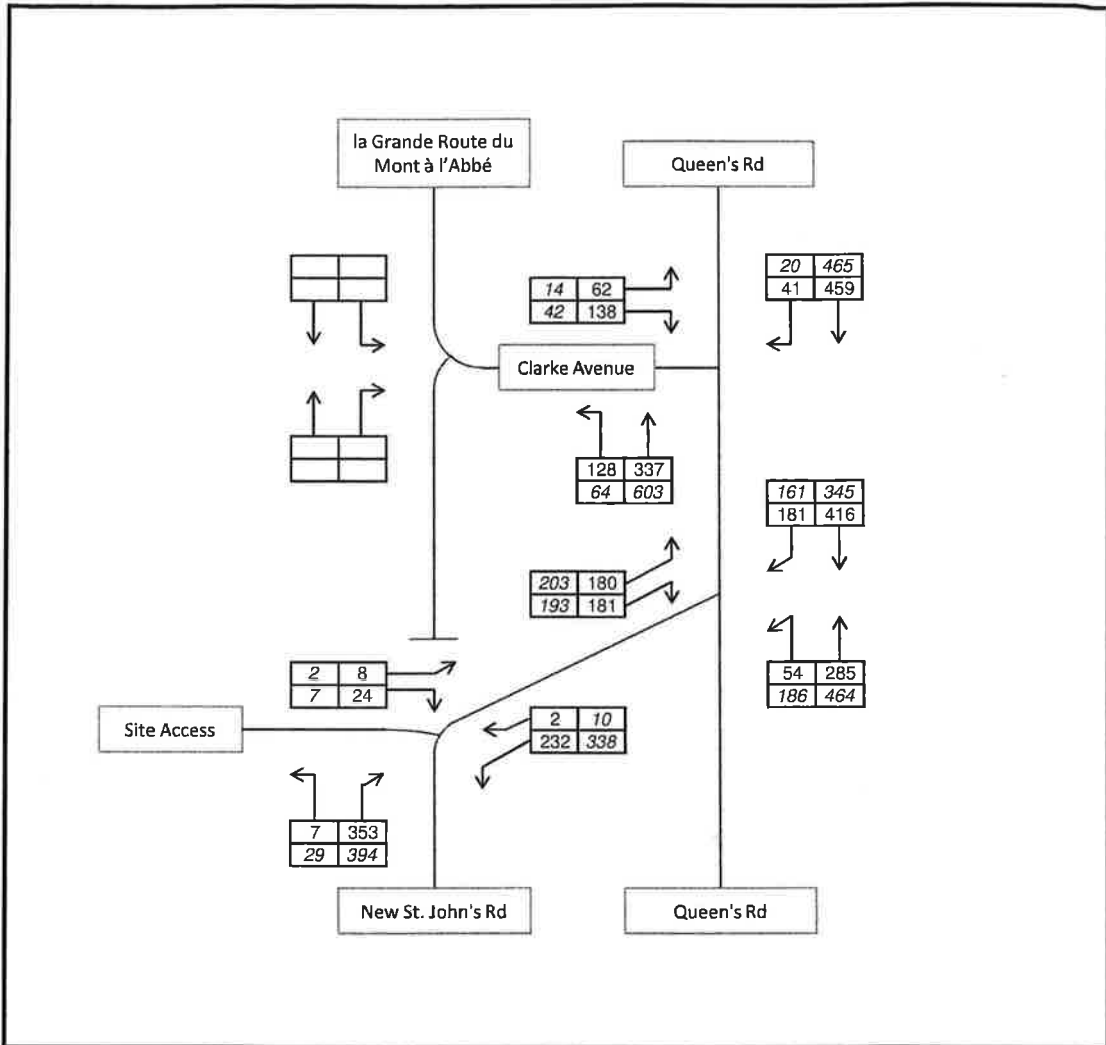 la Grande Route du
Mont à l'Abbé
Queen's Rd
14 62
42 138
20 465
41 459
Clarke Avenue
128 337
64 603
161 345
181 416
203 180
193 181
54 285
186 464
2 8
7 24
Site Access
2 10
232 338
7 353
29 394
New St. John's Rd
Queen's Rd